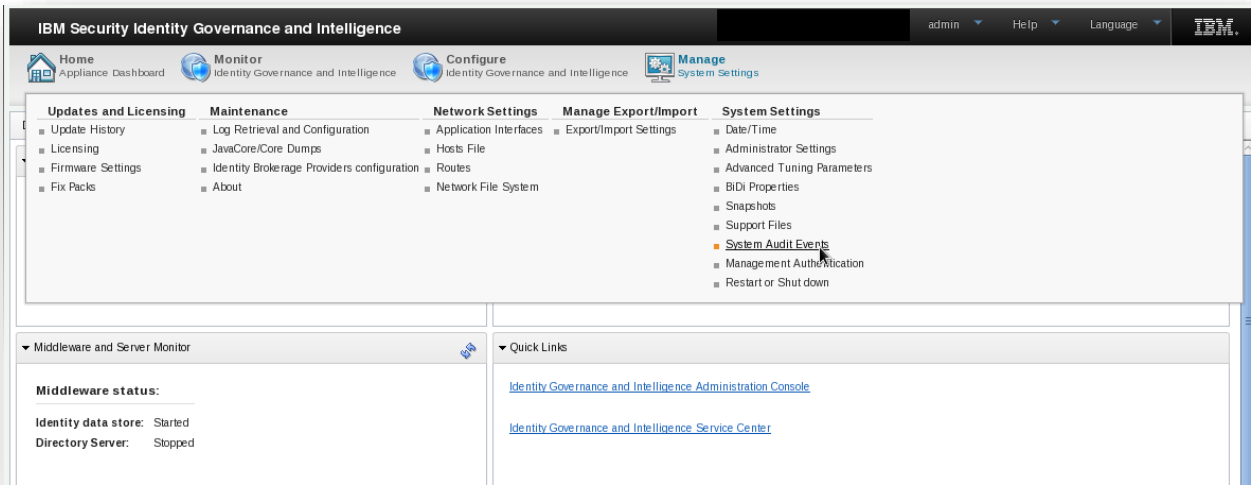 IBM Security Identity Governance and Intelligence
admin
Help
Language
IBM.
Home
Appliance Dashboard
Monitor
Identity Governance and Intelligence
Configure
Identity Governance and Intelligence
Manage
System Settings
Updates and Licensing
Update History
Licensing
Firmware Settings
Fix Packs
Maintenance
Log Retrieval and Configuration
JavaCore/Core Dumps
Identity Brokerage Providers configuration
About
Network Settings
Application Interfaces
Hosts File
Routes
Network File System
Manage Export/Import
Export/Import Settings
System Settings
Date/Time
Administrator Settings
Advanced Tuning Parameters
BiDi Properties
Snapshots
Support Files
System Audit Events
Management Authentication
Restart or Shut down
Middleware and Server Monitor
Middleware status:
Identity data store: Started
Directory Server: Stopped
Quick Links
Identity Governance and Intelligence Administration Console
Identity Governance and Intelligence Service Center